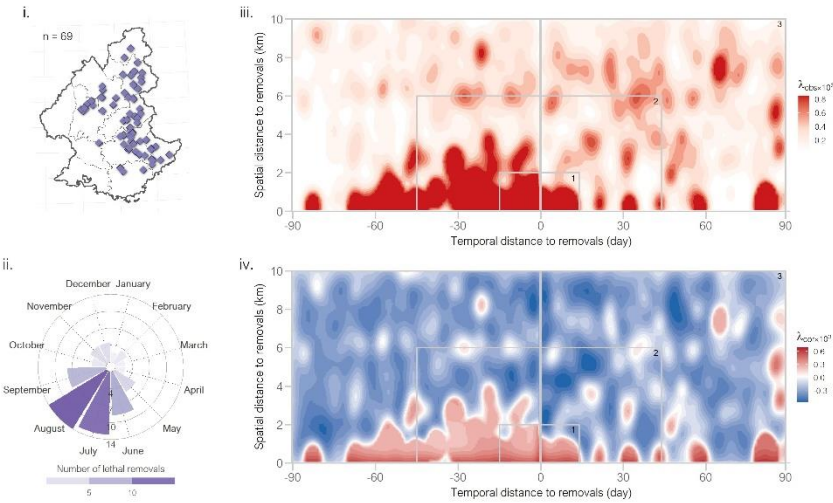 i.
n = 69
ii.
December January
November February
October March
September April
August May
July June
4
10
14
Number of lethal removals
5 10
iii.
Spatial distance to removals (km)
10
8
6
4
2
0
3
2
1
-90 -60 -30 0 30 60 90
Temporal distance to removals (day)
0.8
0.6
0.4
0.2
iv.
Spatial distance to removals (km)
10
8
6
4
2
0
3
2
1
-90 -60 -30 0 30 60 90
Temporal distance to removals (day)
0.6
0.3
0.0
-0.3